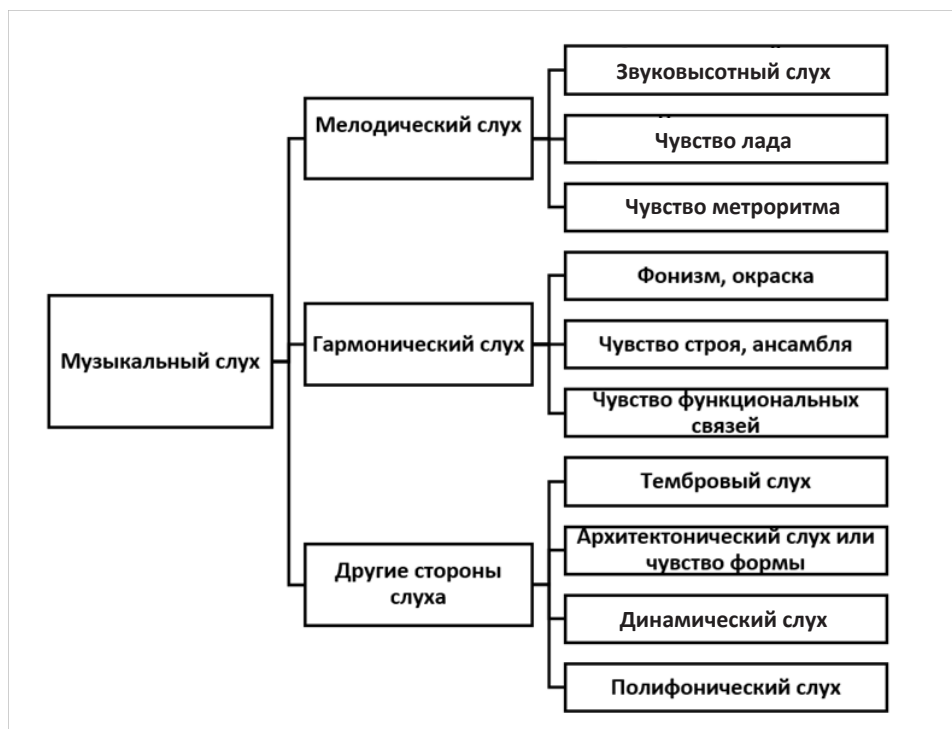 Музыкальный слух
Мелодический слух
Звуковысотный слух
Чувство лада
Чувство метроритма
Гармонический слух
Фонизм, окраска
Чувство строя, ансамбля
Чувство функциональных
связей
Другие стороны
слуха
Тембровый слух
Архитектонический слух или
чувство формы
Динамический слух
Полифонический слух